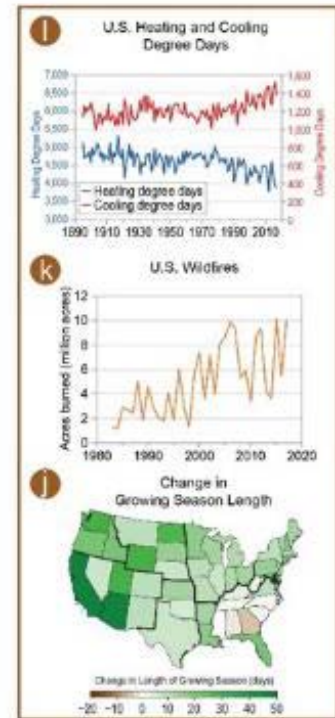 l
U.S. Heating and Cooling
Degree Days
7,000
6,500
6,000
5,500
5,000
4,500
4,000
3,500
3,000
Heating Degree Days
1,600
1,400
1,200
1,000
800
600
400
200
0
Cooling Degree Days
Heating degree days
Cooling degree days
1890 1910 1930 1950 1970 1990 2010
k
U.S. Wildfires
12
10
8
6
4
2
0
Acres burned (million acres)
1980 1990 2000 2010 2020
j
Change in
Growing Season Length
Change in Length of Growing Season (days)
-20 -10 0 10 20 30 40 50